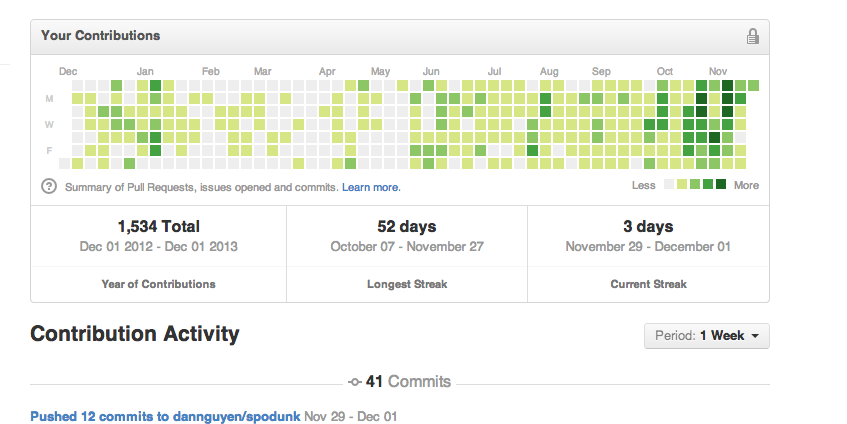 Your Contributions
Dec Jan Feb Mar Apr May Jun Jul Aug Sep Oct Nov
M
W
F
? Summary of Pull Requests, issues opened and commits. Learn more. Less More
1,534 Total 52 days 3 days
Dec 01 2012 - Dec 01 2013 October 07 - November 27 November 29 - December 01
Year of Contributions Longest Streak Current Streak
Contribution Activity Period: 1 Week
41 Commits
Pushed 12 commits to dannguyen/spodunk Nov 29 - Dec 01